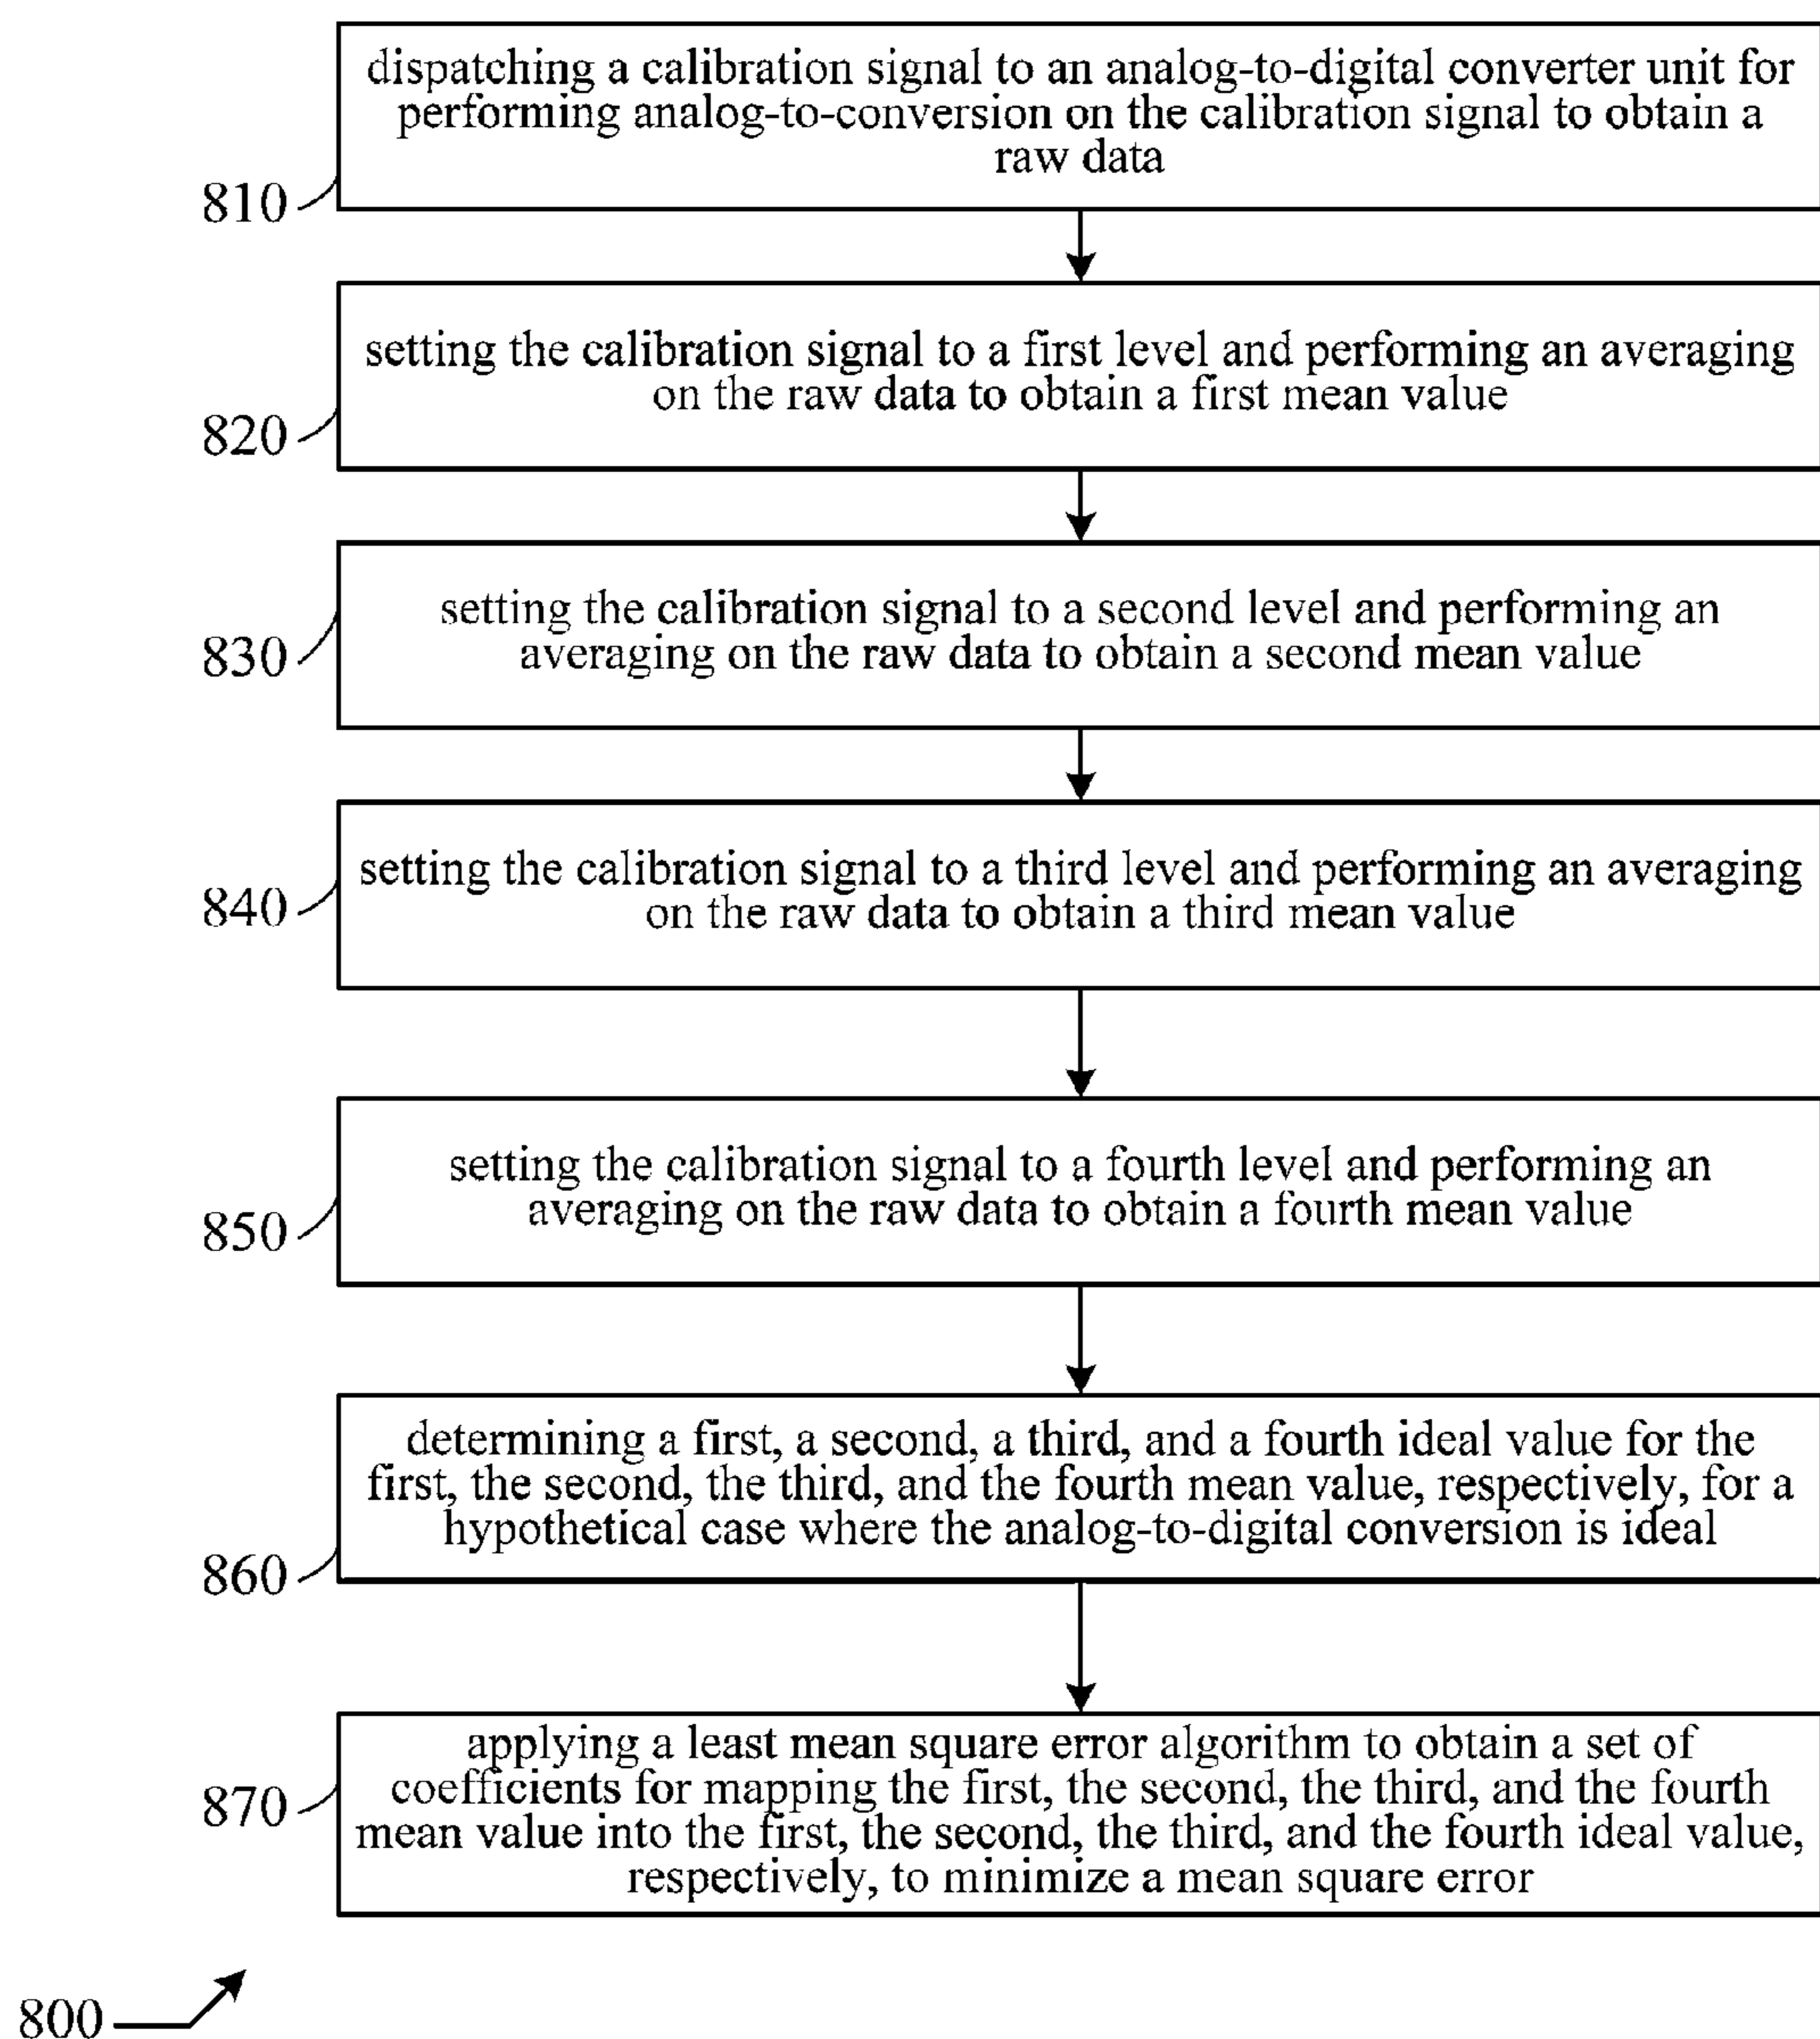 dispatching a calibration signal to an analog-to-digital converter unit for
performing analog-to-conversion on the calibration signal to obtain a
raw data
810
setting the calibration signal to a first level and performing an averaging
on the raw data to obtain a first mean value
820
setting the calibration signal to a second level and performing an
averaging on the raw data to obtain a second mean value
830
setting the calibration signal to a third level and performing an averaging
on the raw data to obtain a third mean value
840
setting the calibration signal to a fourth level and performing an
averaging on the raw data to obtain a fourth mean value
850
determining a first, a second, a third, and a fourth ideal value for the
first, the second, the third, and the fourth mean value, respectively, for a
hypothetical case where the analog-to-digital conversion is ideal
860
applying a least mean square error algorithm to obtain a set of
coefficients for mapping the first, the second, the third, and the fourth
mean value into the first, the second, the third, and the fourth ideal value,
respectively, to minimize a mean square error
870
800